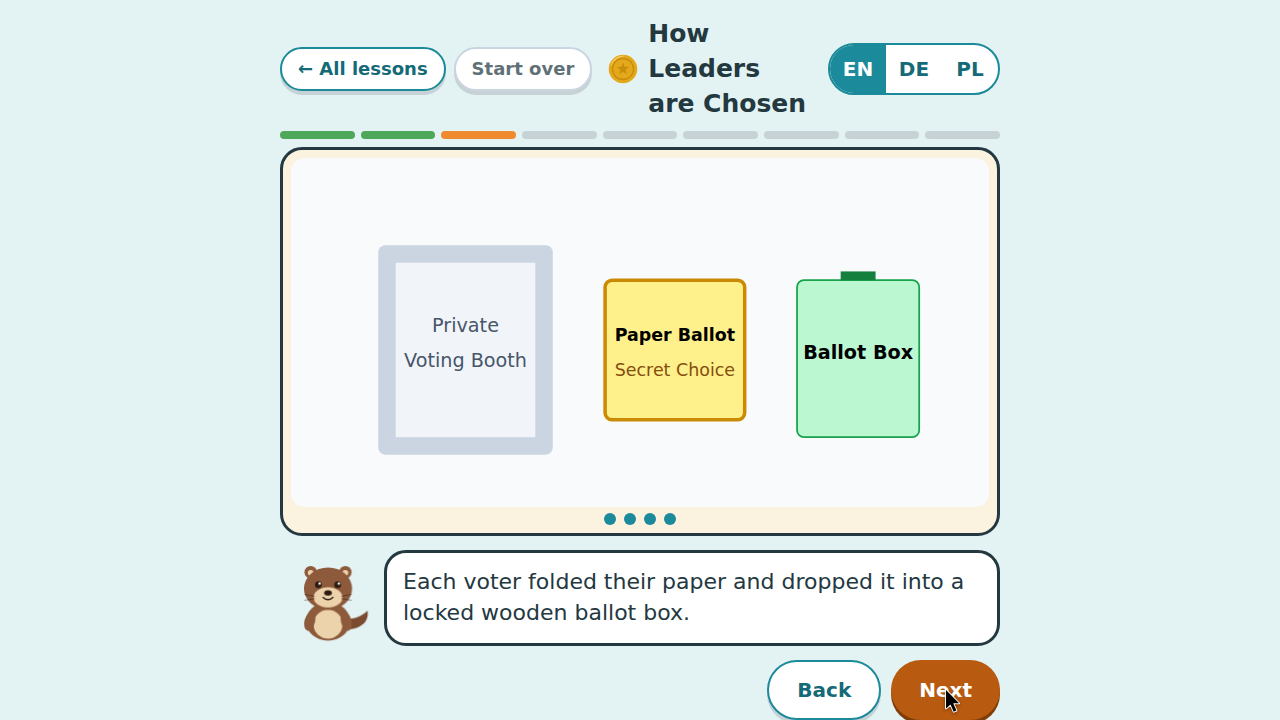 ← All lessons
Start over
How
Leaders
are Chosen
EN DE PL
Private
Voting Booth
Paper Ballot
Secret Choice
Ballot Box
Each voter folded their paper and dropped it into a
locked wooden ballot box.
Back
Next